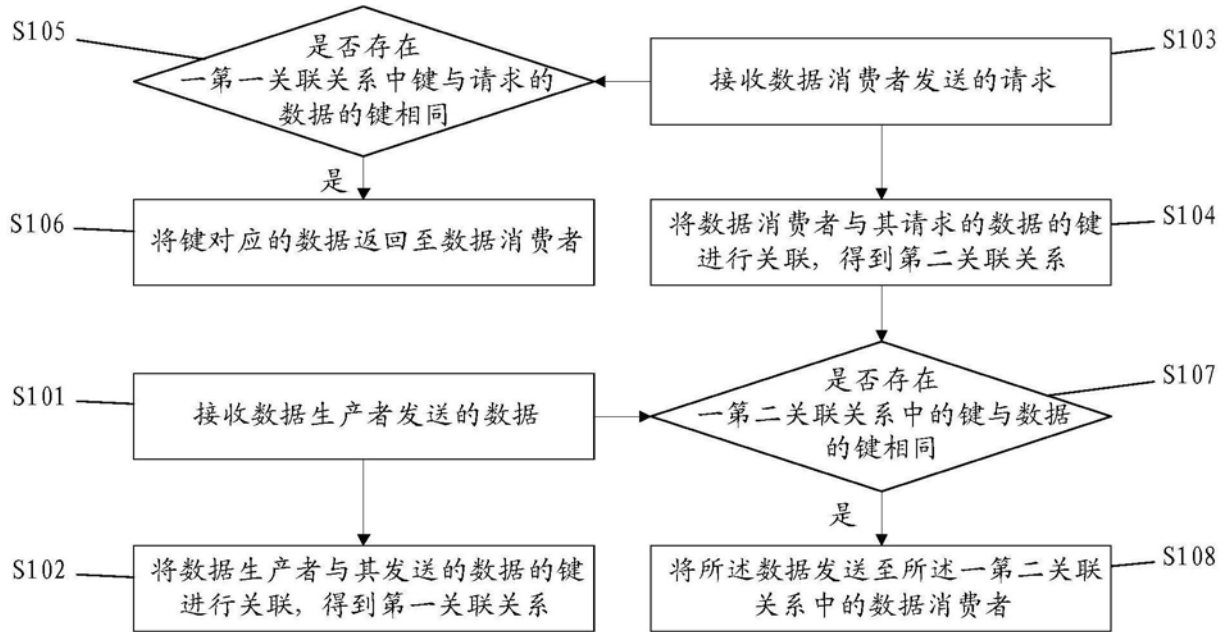 S105
是否存在
一第一关联关系中键与请求的
数据的键相同
接收数据消费者发送的请求
S103
是
S106
将键对应的数据返回至数据消费者
将数据消费者与其请求的数据的键
进行关联,得到第二关联关系
S104
S101
接收数据生产者发送的数据
是否存在
一第二关联关系中的键与数据
的键相同
S107
是
S102
将数据生产者与其发送的数据的键
进行关联,得到第一关联关系
将所述数据发送至所述一第二关联
关系中的数据消费者
S108